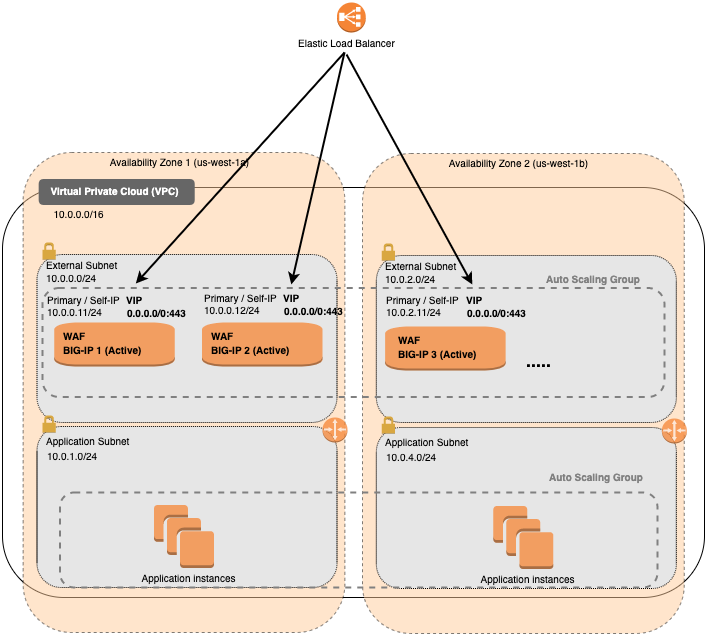 Elastic Load Balancer
Availability Zone 1 (us-west-1a)
Availability Zone 2 (us-west-1b)
Virtual Private Cloud (VPC)
10.0.0.0/16
External Subnet
10.0.0.0/24
External Subnet
10.0.2.0/24
Auto Scaling Group
Primary / Self-IP VIP
10.0.0.11/24 0.0.0.0/0:443
Primary / Self-IP VIP
10.0.0.12/24 0.0.0.0/0:443
Primary / Self-IP VIP
10.0.2.11/24 0.0.0.0/0:443
WAF
BIG-IP 1 (Active)
WAF
BIG-IP 2 (Active)
WAF
BIG-IP 3 (Active)
.....
Application Subnet
10.0.1.0/24
Application Subnet
10.0.4.0/24
Auto Scaling Group
Application instances
Application instances